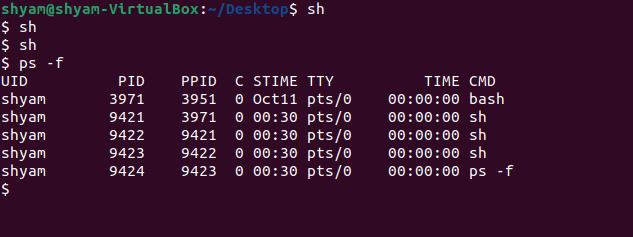 shyam@shyam-VirtualBox:~/Desktop$ sh
$ sh
$ sh
$ ps -f
UID          PID    PPID  C STIME TTY          TIME CMD
shyam       3971    3951  0 Oct11 pts/0    00:00:00 bash
shyam       9421    3971  0 00:30 pts/0    00:00:00 sh
shyam       9422    9421  0 00:30 pts/0    00:00:00 sh
shyam       9423    9422  0 00:30 pts/0    00:00:00 sh
shyam       9424    9423  0 00:30 pts/0    00:00:00 ps -f
$